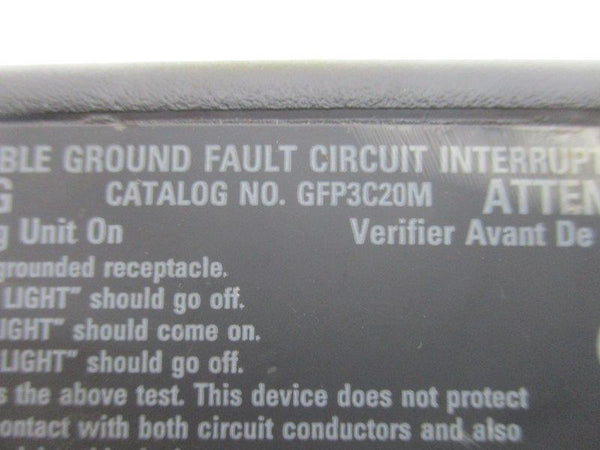 BLE GROUND FAULT CIRCUIT INTERRUPT
G CATALOG NO. GFP3C20M ATTEN
g Unit On Verifier Avant De
grounded receptacle.
LIGHT” should go off.
IGHT” should come on.
LIGHT” should go off.
s the above test. This device does not protect
contact with both circuit conductors and also